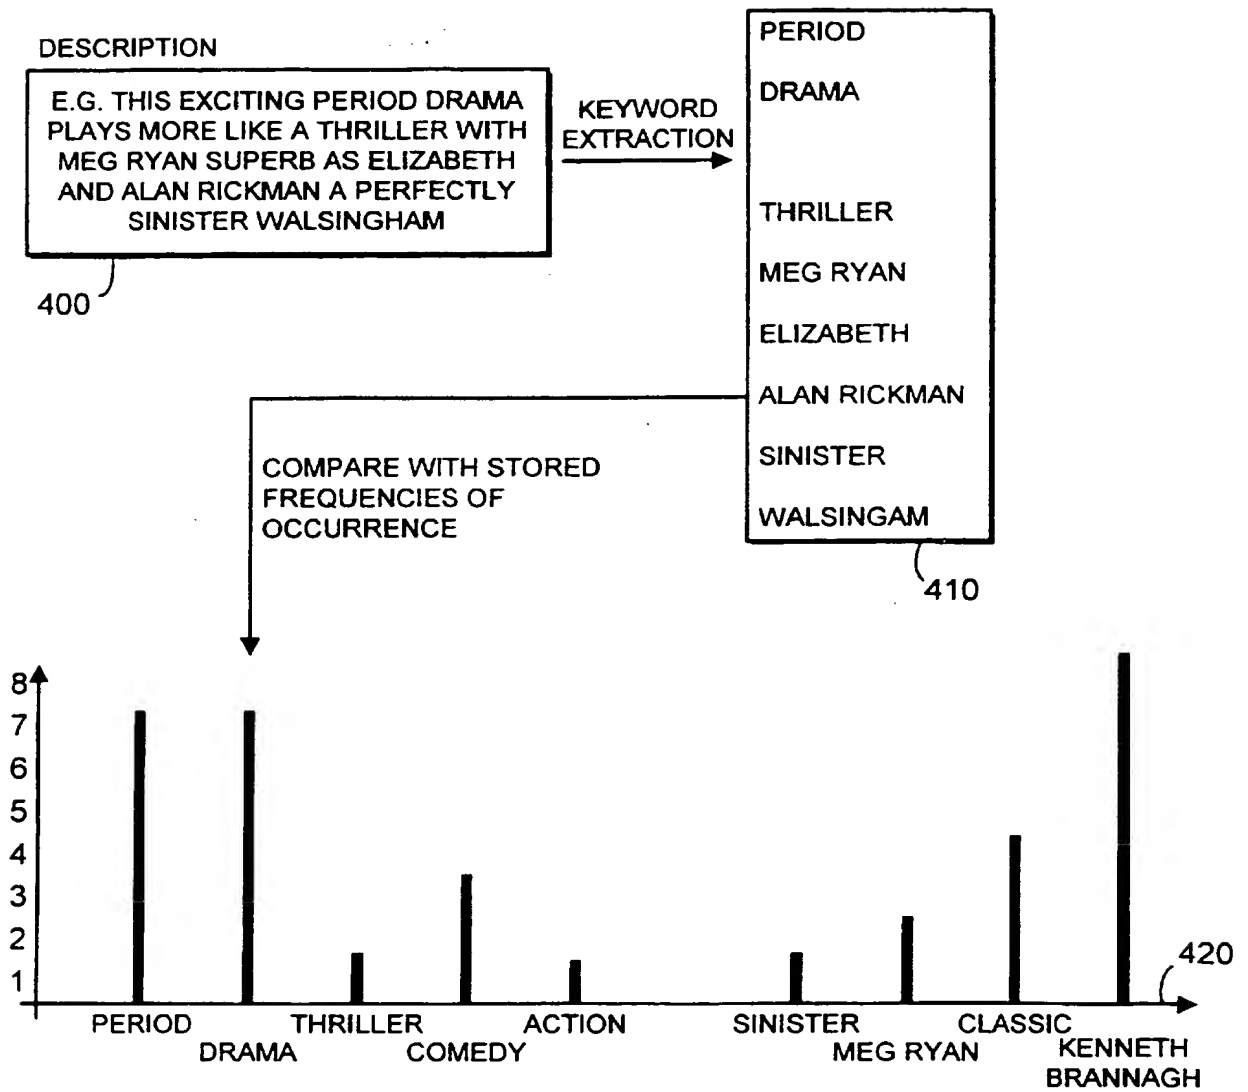 DESCRIPTION
E.G. THIS EXCITING PERIOD DRAMA
PLAYS MORE LIKE A THRILLER WITH
MEG RYAN SUPERB AS ELIZABETH
AND ALAN RICKMAN A PERFECTLY
SINISTER WALSINGHAM
400
KEYWORD
EXTRACTION
PERIOD
DRAMA
THRILLER
MEG RYAN
ELIZABETH
ALAN RICKMAN
SINISTER
WALSINGAM
410
COMPARE WITH STORED
FREQUENCIES OF
OCCURRENCE
8
7
6
5
4
3
2
1
420
PERIOD
DRAMA
THRILLER
COMEDY
ACTION
SINISTER
MEG RYAN
CLASSIC
KENNETH
BRANNAGH